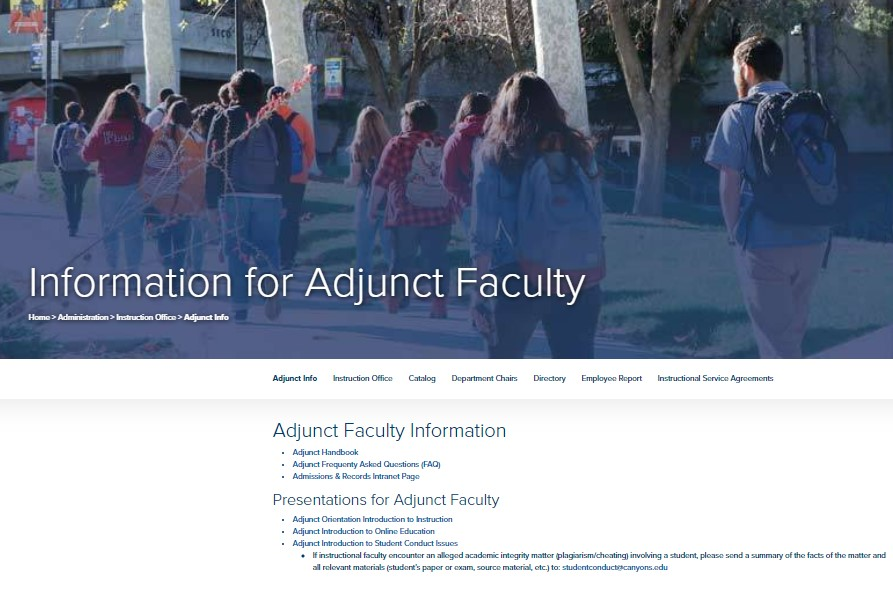 Information for Adjunct Faculty
Home > Administration > Instruction Office > Adjunct Info
Adjunct Info Instruction Office Catalog Department Chairs Directory Employee Report Instructional Service Agreements
Adjunct Faculty Information
• Adjunct Handbook
• Adjunct Frequenty Asked Questions (FAQ)
• Admissions & Records Intranet Page
Presentations for Adjunct Faculty
• Adjunct Orientation Introduction to Instruction
• Adjunct Introduction to Online Education
• Adjunct Introduction to Student Conduct Issues
• If instructional faculty encounter an alleged academic integrity matter (plagiarism/cheating) involving a student, please send a summary of the facts of the matter and
all relevant materials (student's paper or exam, source material, etc.) to: studentconduct@canyons.edu